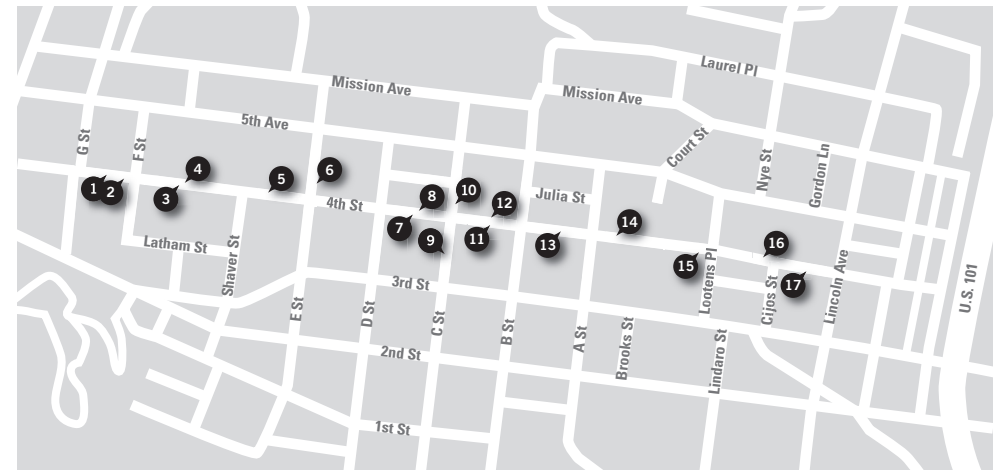 Laurel Pl
Mission Ave
Mission Ave
5th Ave
G St
F St
Court St
Nye St
Gordon Ln
4
6
5
1
2
3
8
10
4th St
Julia St
12
7
9
11
13
14
Latham St
Shaver St
15
16
17
Lootens Pl
Cijos St
Lincoln Ave
U.S. 101
3rd St
E St
D St
C St
B St
A St
Brooks St
Lindaro St
2nd St
1st St